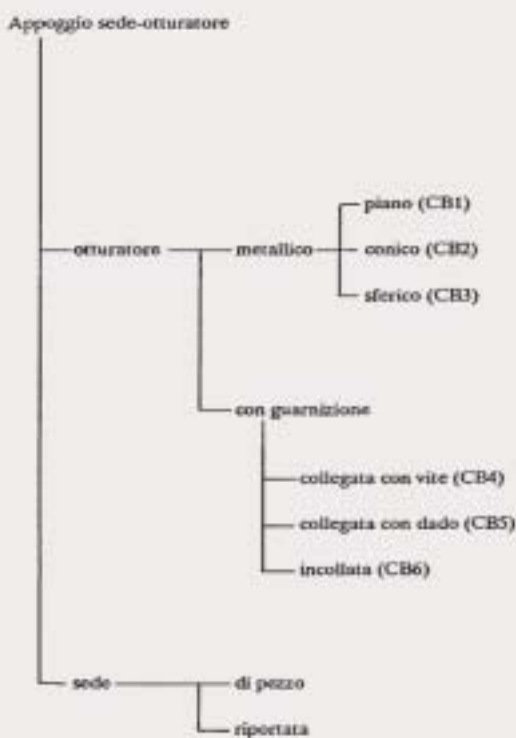 Appoggio sede-otturatore
piano (CB1)
otturatore
metallico
conico (CB2)
sferico (CB3)
con guarnizione
collegata con vite (CB4)
collegata con dado (CB5)
incollata (CB6)
sede
di pezzo
riportata